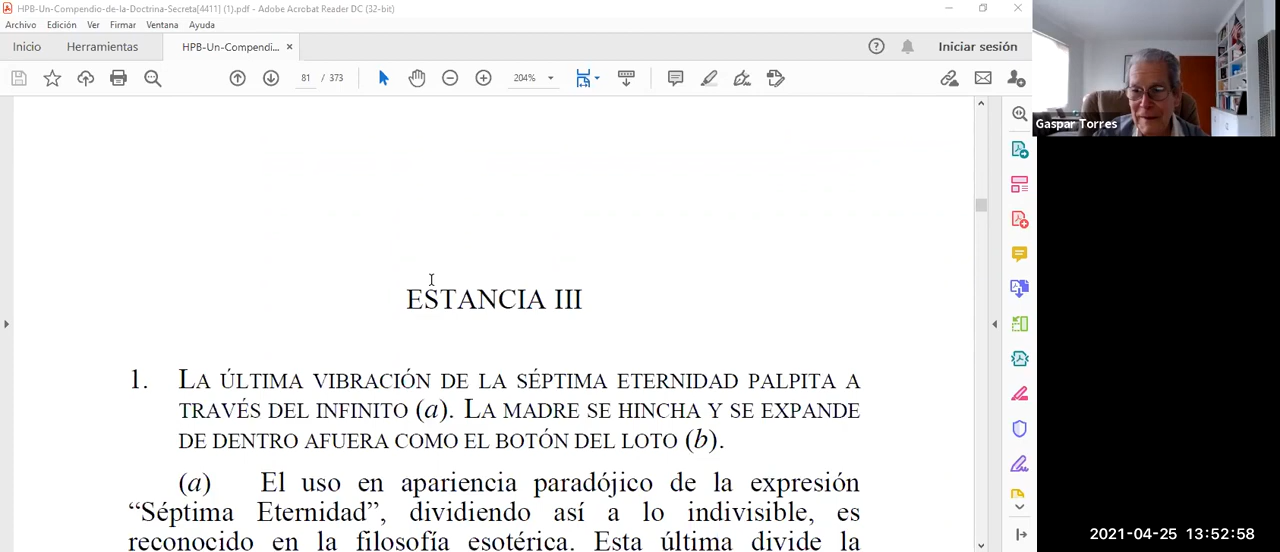 HPB-Un-Compendio-de-la-Doctrina-Secreta[4411] (1).pdf - Adobe Acrobat Reader DC (32-bit)
Archivo Edición Ver Firmar Ventana Ayuda
Inicio Herramientas HPB-Un-Compendi... × Iniciar sesión
81 / 373 204%
Gaspar Torres
ESTANCIA III
1. LA ÚLTIMA VIBRACIÓN DE LA SÉPTIMA ETERNIDAD PALPITA A
TRAVÉS DEL INFINITO (a). LA MADRE SE HINCHA Y SE EXPANDE
DE DENTRO AFUERA COMO EL BOTÓN DEL LOTO (b).
(a) El uso en apariencia paradójico de la expresión
“Séptima Eternidad”, dividiendo así a lo indivisible, es
reconocido en la filosofía esotérica. Esta última divide la
2021-04-25 13:52:58